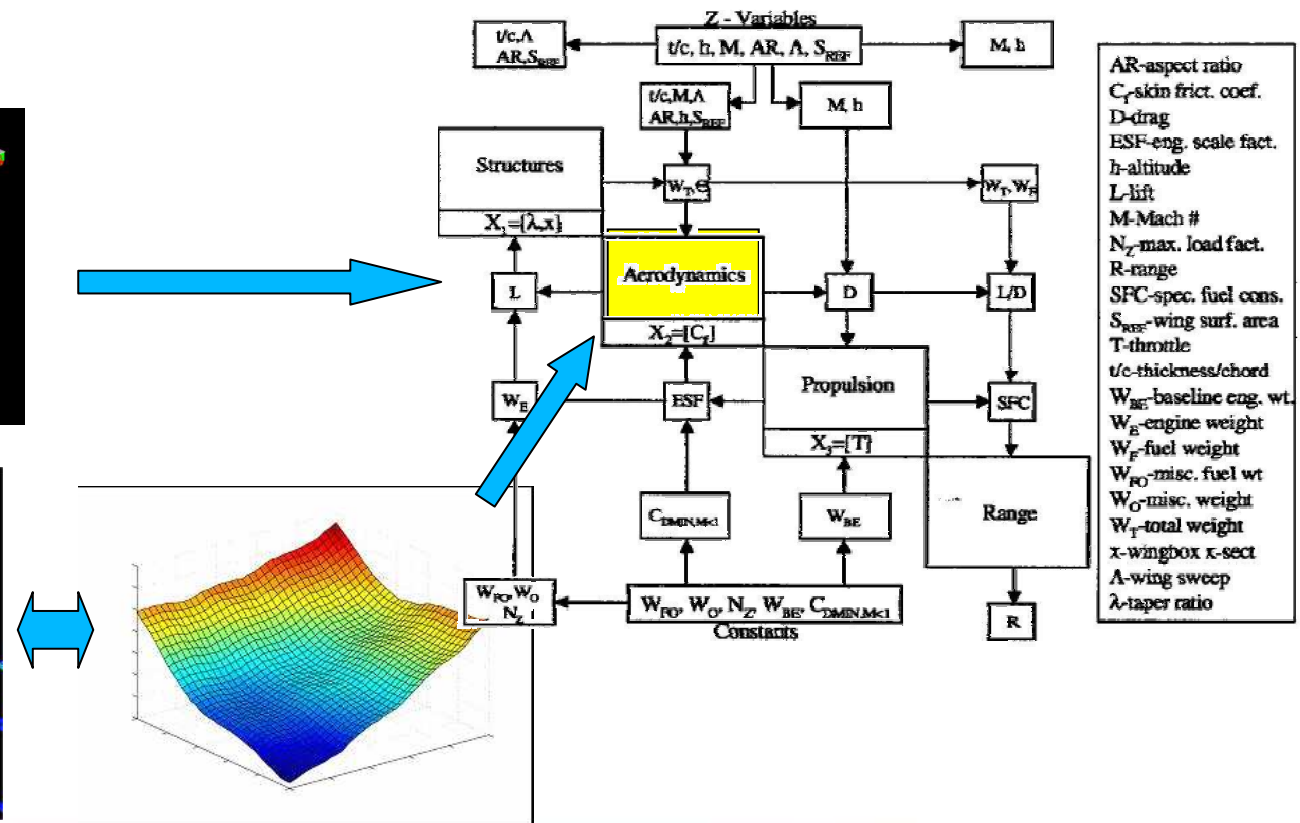 Z - Variables
t/c, h, M, AR, Λ, S_REF
t/c,Λ
AR,S_REF
M, h
t/c,M,Λ
AR,h,S_REF
M, h
Structures
X₁=[λ,x]
W_T,Θ
W_T, W_F
Aerodynamics
X₂=[C_f]
L
D
L/D
Propulsion
X₃=[T]
W_E
ESF
SFC
Range
C_DMIN,M<1
W_BE
W_FO, W_O
N_Z
W_FO, W_O, N_Z, W_BE, C_DMIN,M<1
Constants
R
AR-aspect ratio
C_f-skin frict. coef.
D-drag
ESF-eng. scale fact.
h-altitude
L-lift
M-Mach #
N_Z-max. load fact.
R-range
SFC-spec. fuel cons.
S_REF-wing surf. area
T-throttle
t/c-thickness/chord
W_BE-baseline eng. wt.
W_E-engine weight
W_F-fuel weight
W_FO-misc. fuel wt
W_O-misc. weight
W_T-total weight
x-wingbox x-sect
Λ-wing sweep
λ-taper ratio